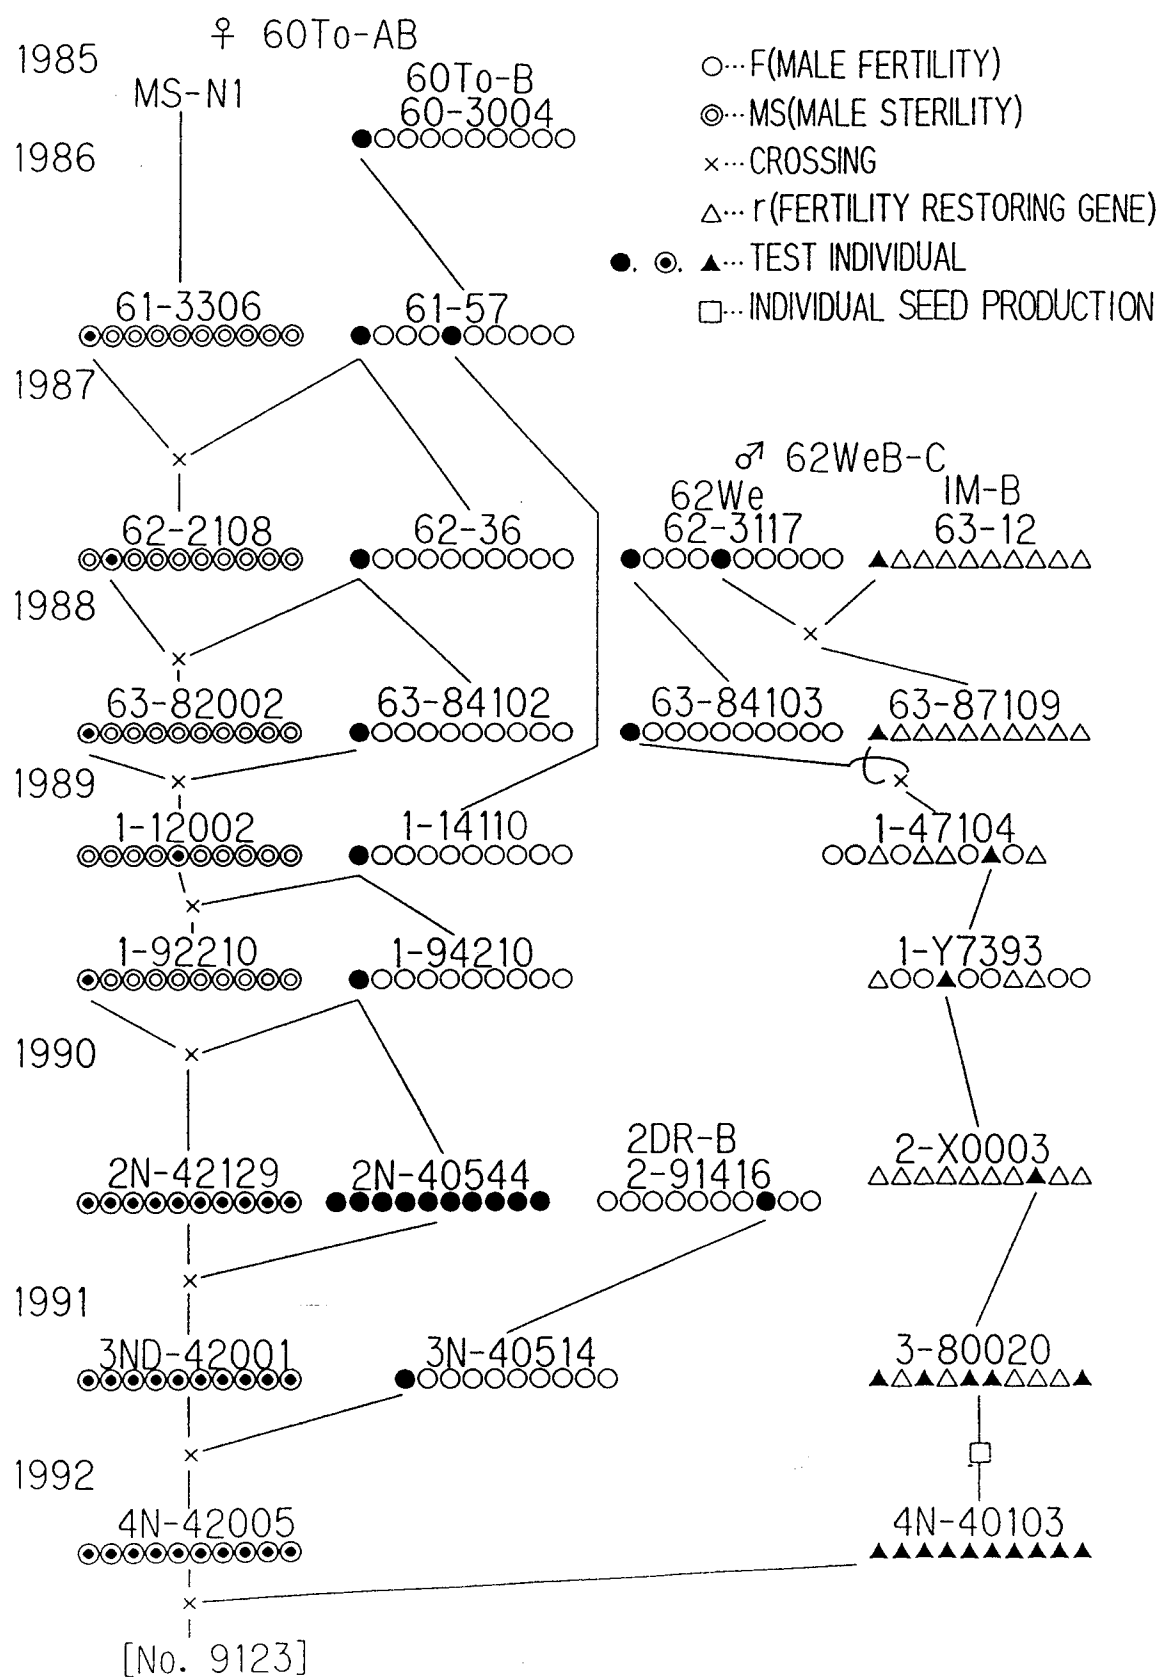 ♀ 60To-AB
1985
MS-N1
60To-B
60-3004
1986
○…F(MALE FERTILITY)
◎…MS(MALE STERILITY)
×…CROSSING
△…r(FERTILITY RESTORING GENE)
●. ◉. ▲…TEST INDIVIDUAL
□…INDIVIDUAL SEED PRODUCTION
61-3306
61-57
1987
♂ 62WeB-C
62We
IM-B
62-2108
62-36
62-3117
63-12
1988
63-82002
63-84102
63-84103
63-87109
1989
1-12002
1-14110
1-47104
1-92210
1-94210
1-Y7393
1990
2DR-B
2N-42129
2N-40544
2-91416
2-X0003
1991
3ND-42001
3N-40514
3-80020
1992
4N-42005
4N-40103
[No. 9123]